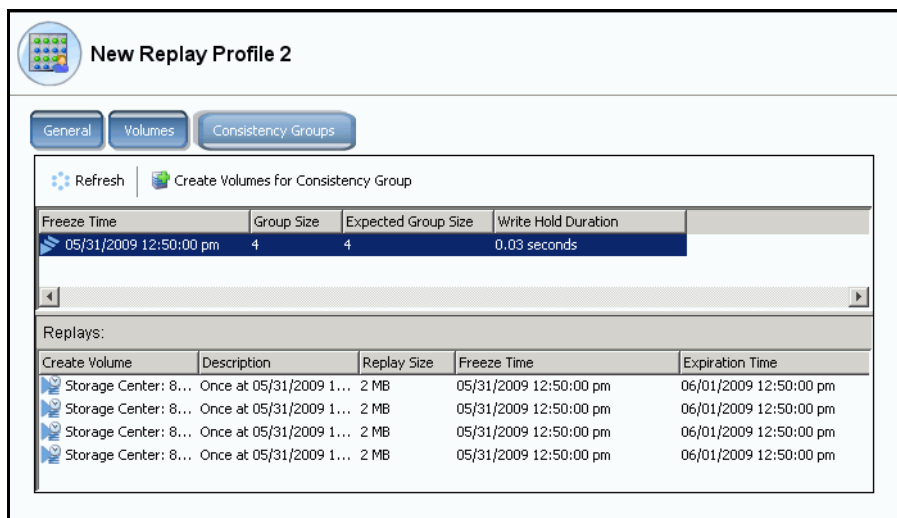 New Replay Profile 2
General Volumes Consistency Groups
Refresh Create Volumes for Consistency Group
Freeze Time Group Size Expected Group Size Write Hold Duration
05/31/2009 12:50:00 pm 4 4 0.03 seconds
Replays:
Create Volume Description Replay Size Freeze Time Expiration Time
Storage Center: 8... Once at 05/31/2009 1... 2 MB 05/31/2009 12:50:00 pm 06/01/2009 12:50:00 pm
Storage Center: 8... Once at 05/31/2009 1... 2 MB 05/31/2009 12:50:00 pm 06/01/2009 12:50:00 pm
Storage Center: 8... Once at 05/31/2009 1... 2 MB 05/31/2009 12:50:00 pm 06/01/2009 12:50:00 pm
Storage Center: 8... Once at 05/31/2009 1... 2 MB 05/31/2009 12:50:00 pm 06/01/2009 12:50:00 pm